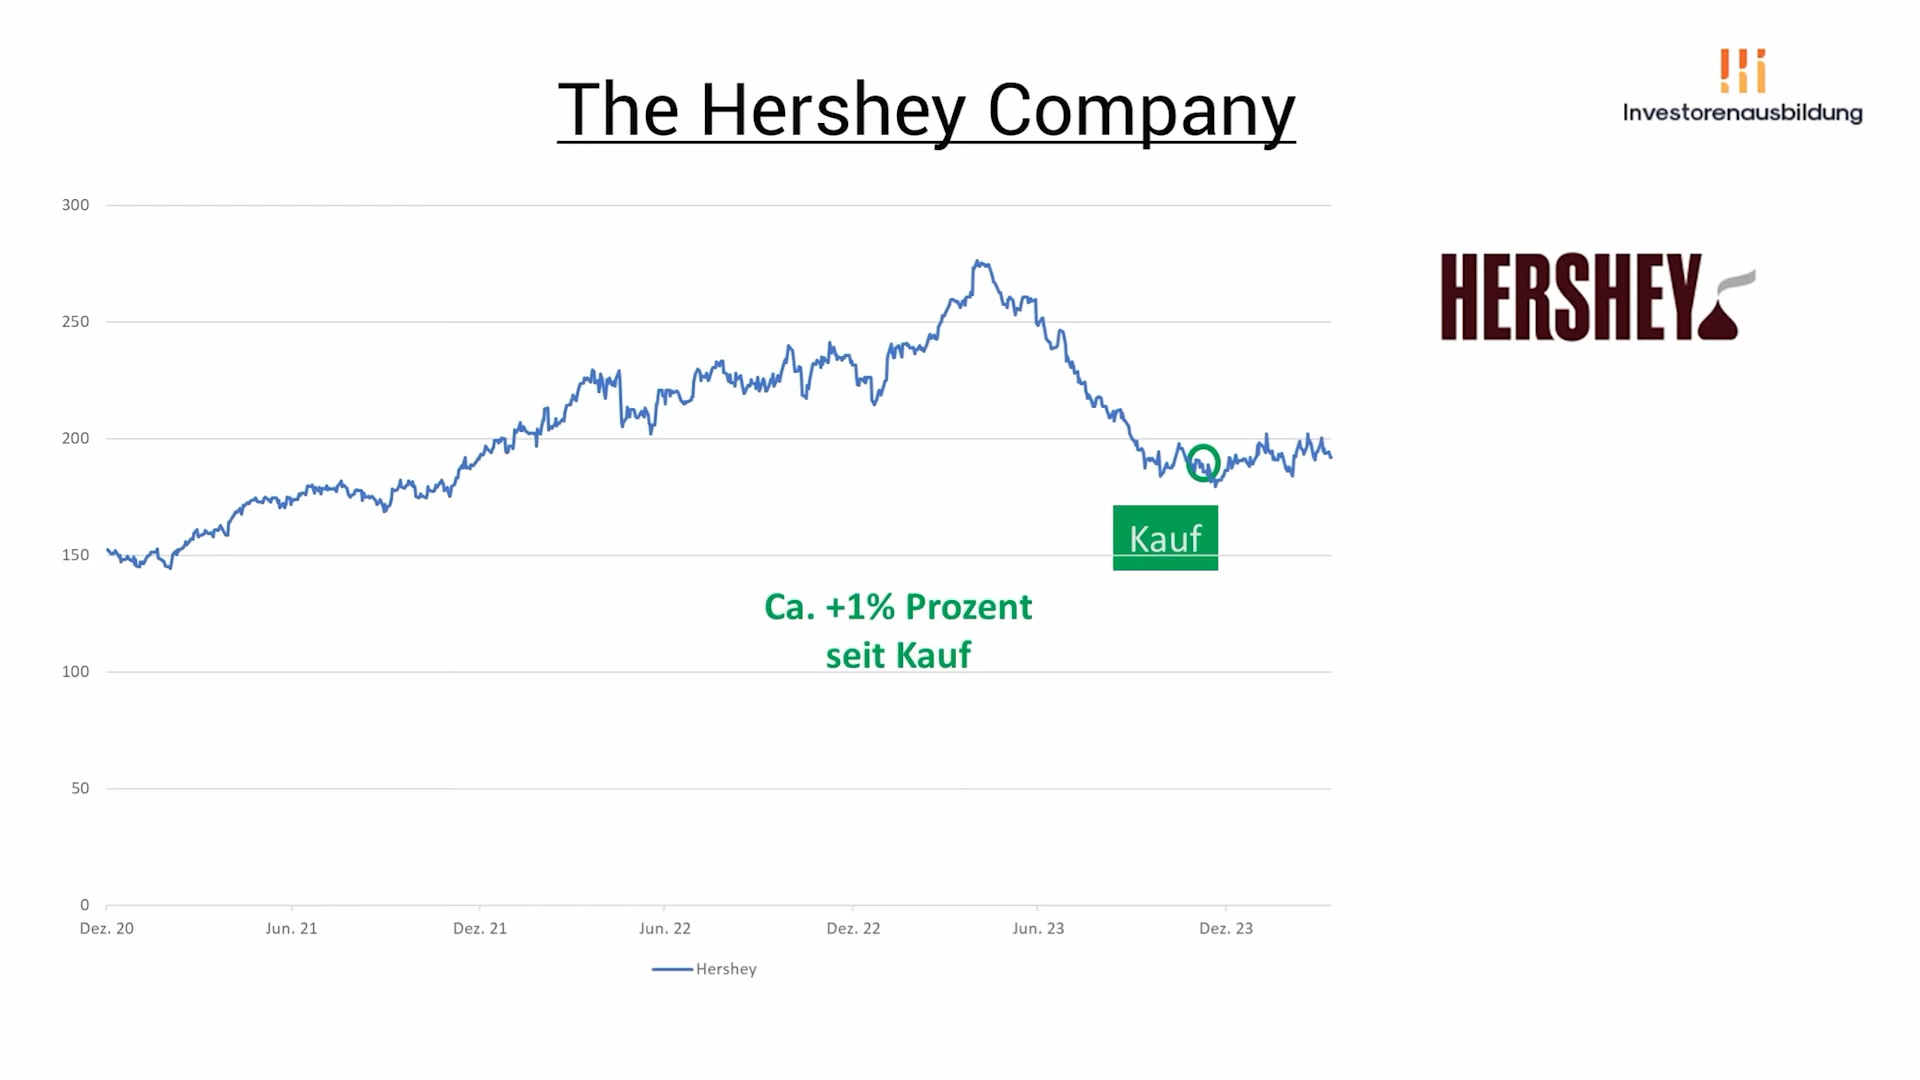 The Hershey Company
Investorenausbildung
HERSHEY
300
250
200
150
100
50
0
Kauf
Ca. +1% Prozent
seit Kauf
Dez. 20
Jun. 21
Dez. 21
Jun. 22
Dez. 22
Jun. 23
Dez. 23
Hershey